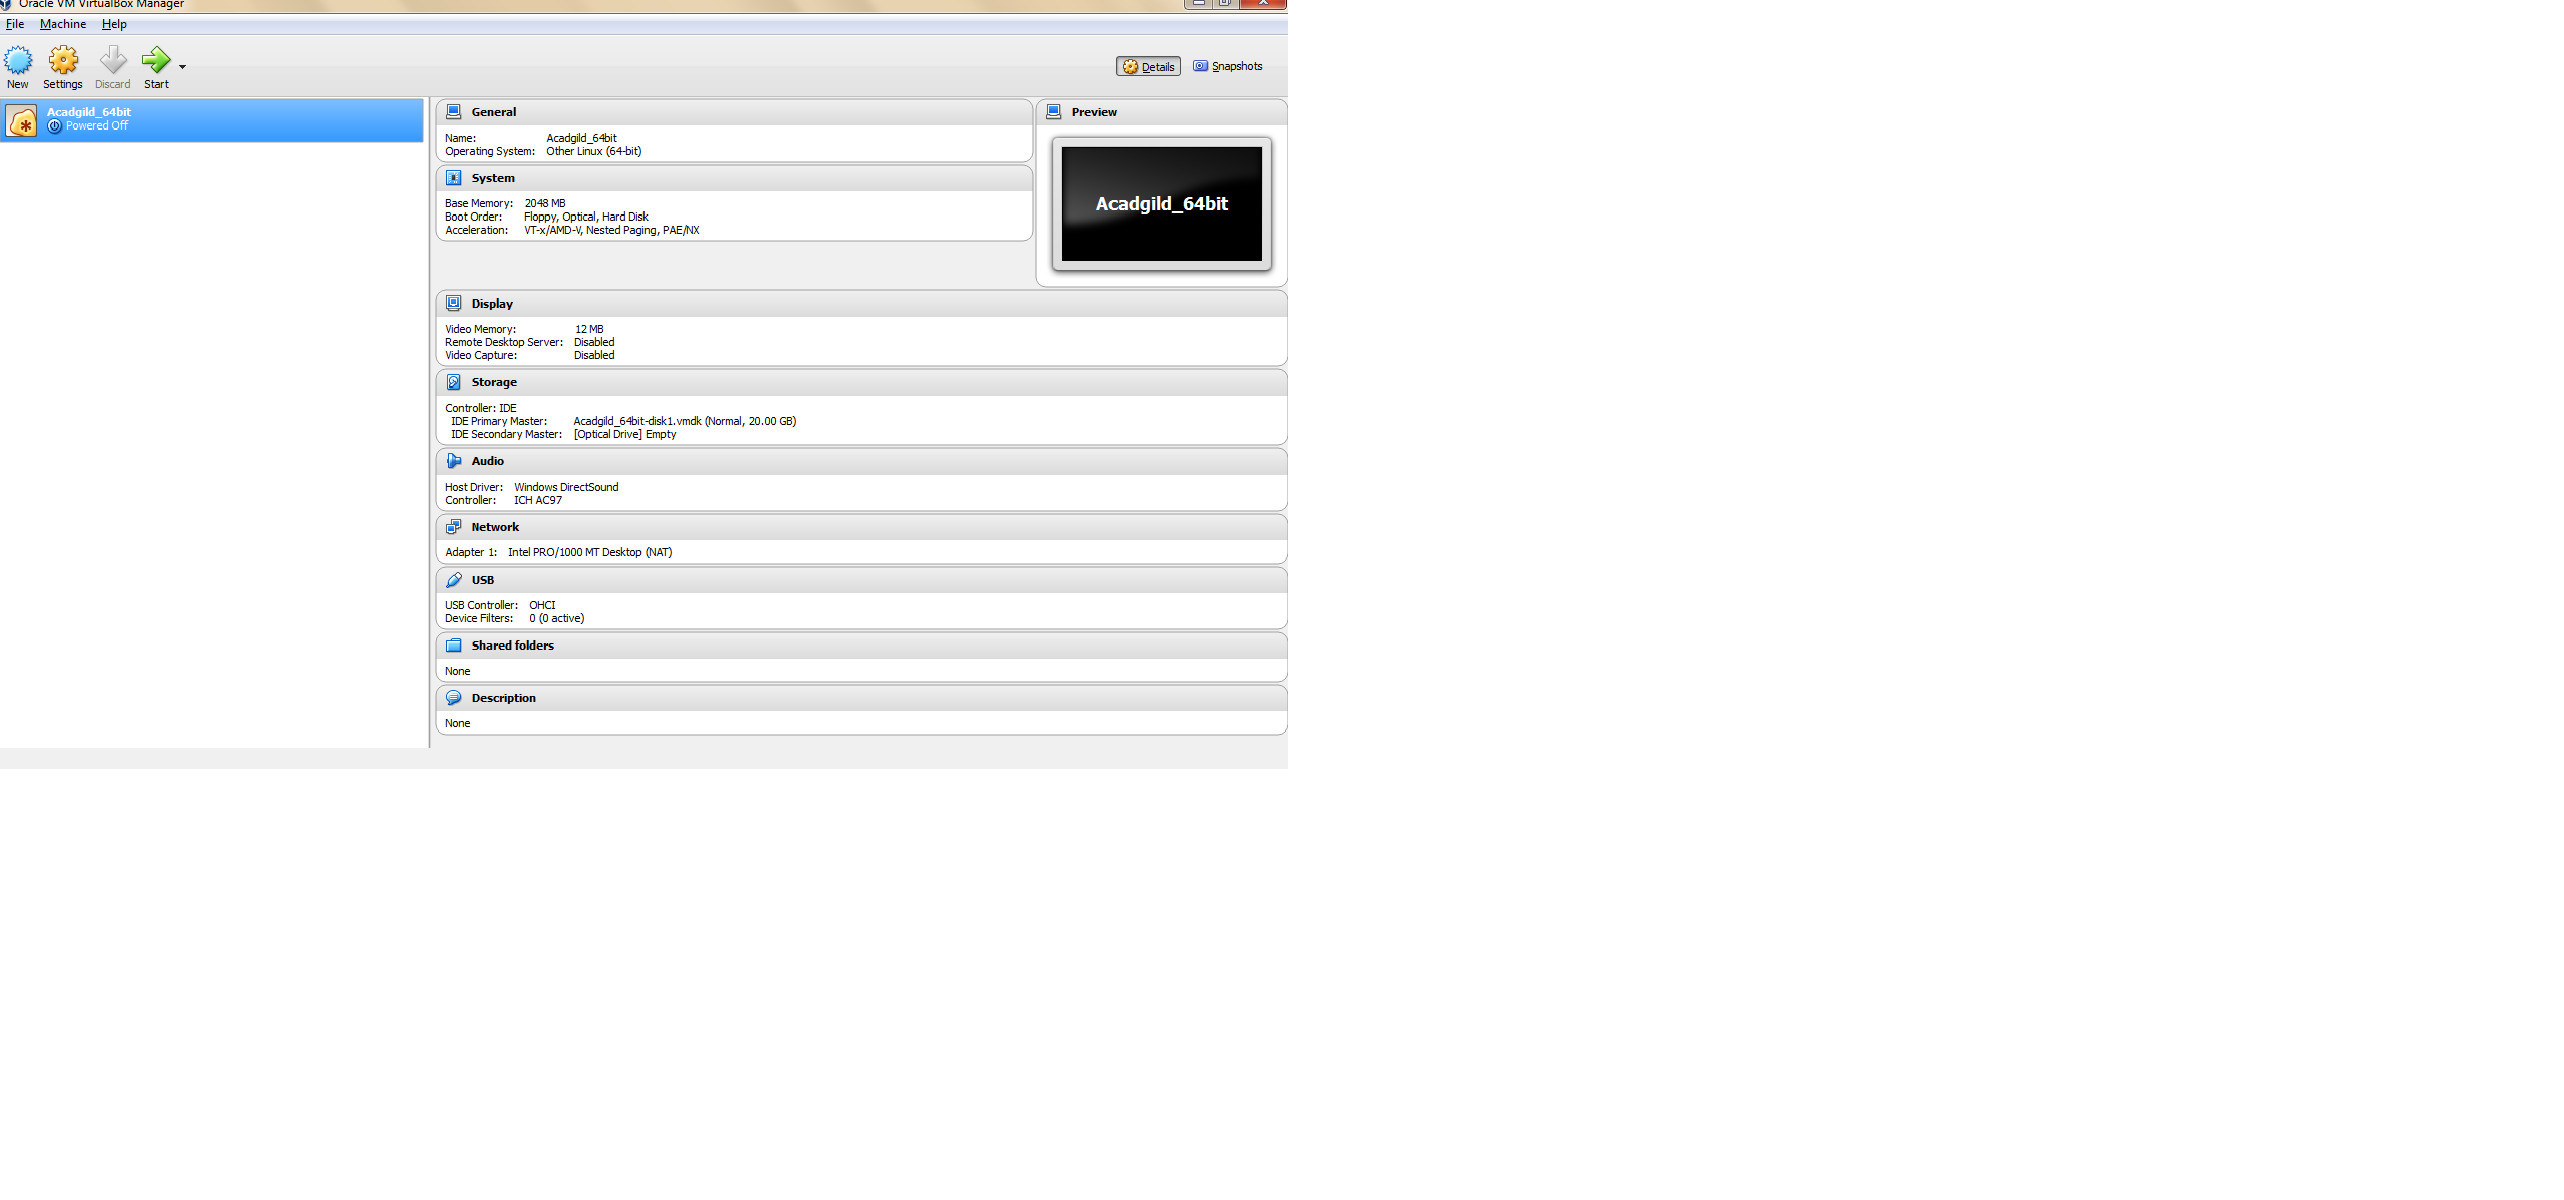 Oracle VM VirtualBox Manager
File Machine Help
New Settings Discard Start
Details Snapshots
Acadgild_64bit
Powered Off
General
Name: Acadgild_64bit
Operating System: Other Linux (64-bit)
System
Base Memory: 2048 MB
Boot Order: Floppy, Optical, Hard Disk
Acceleration: VT-x/AMD-V, Nested Paging, PAE/NX
Preview
Acadgild_64bit
Display
Video Memory: 12 MB
Remote Desktop Server: Disabled
Video Capture: Disabled
Storage
Controller: IDE
IDE Primary Master: Acadgild_64bit-disk1.vmdk (Normal, 20.00 GB)
IDE Secondary Master: [Optical Drive] Empty
Audio
Host Driver: Windows DirectSound
Controller: ICH AC97
Network
Adapter 1: Intel PRO/1000 MT Desktop (NAT)
USB
USB Controller: OHCI
Device Filters: 0 (0 active)
Shared folders
None
Description
None